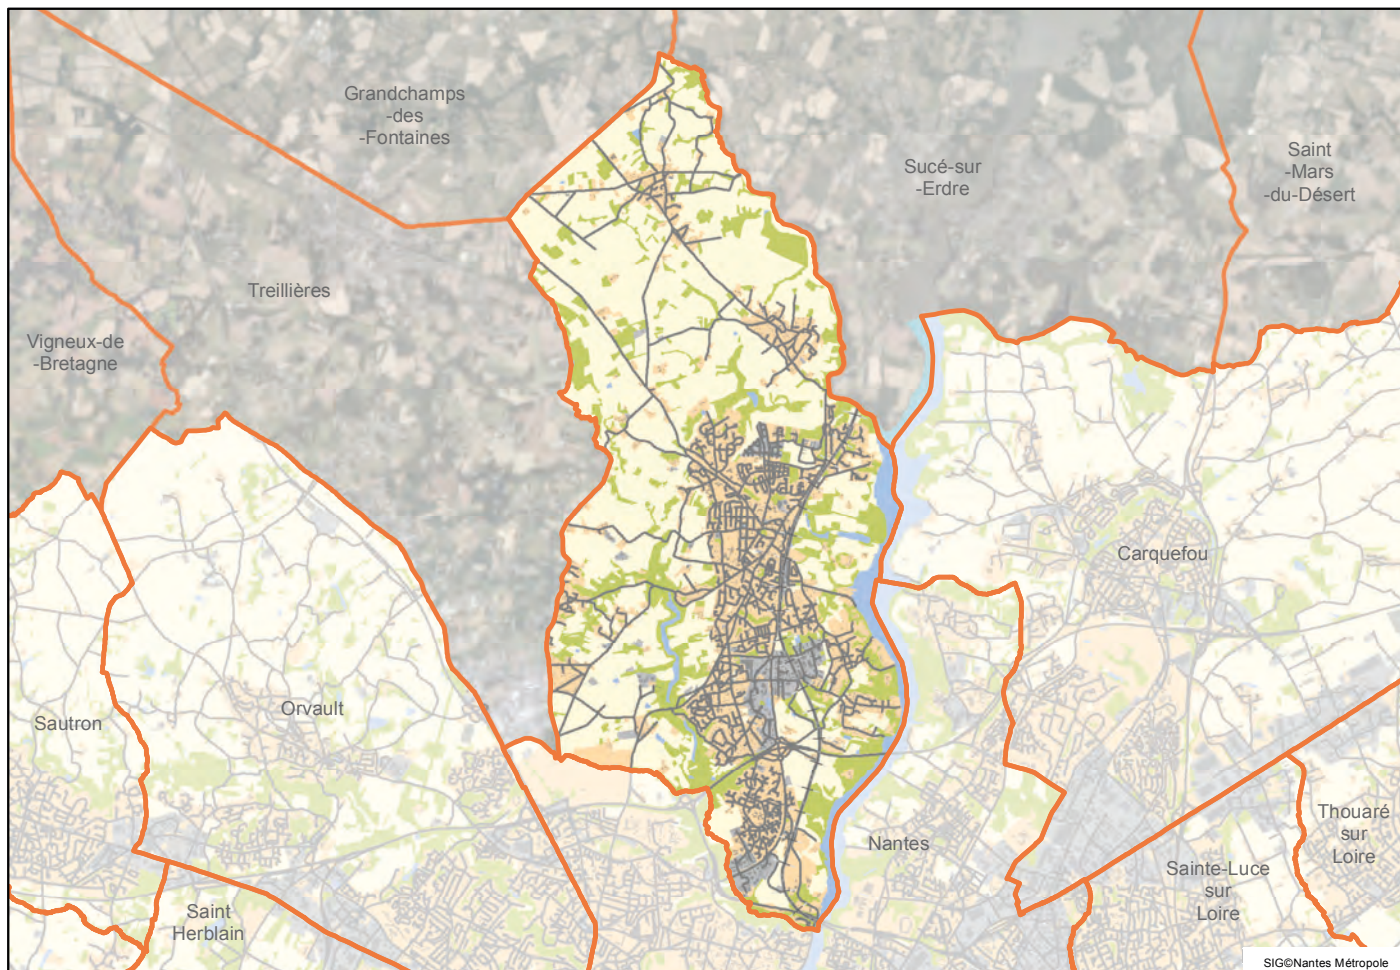 Grandchamps
-des
-Fontaines
Sucé-sur
-Erdre
Saint
-Mars
-du-Désert
Treillières
Vigneux-de
-Bretagne
Carquefou
Sautron
Orvault
Nantes
Thouaré
sur
Loire
Sainte-Luce
sur
Loire
Saint
Herblain
SIG©Nantes Métropole